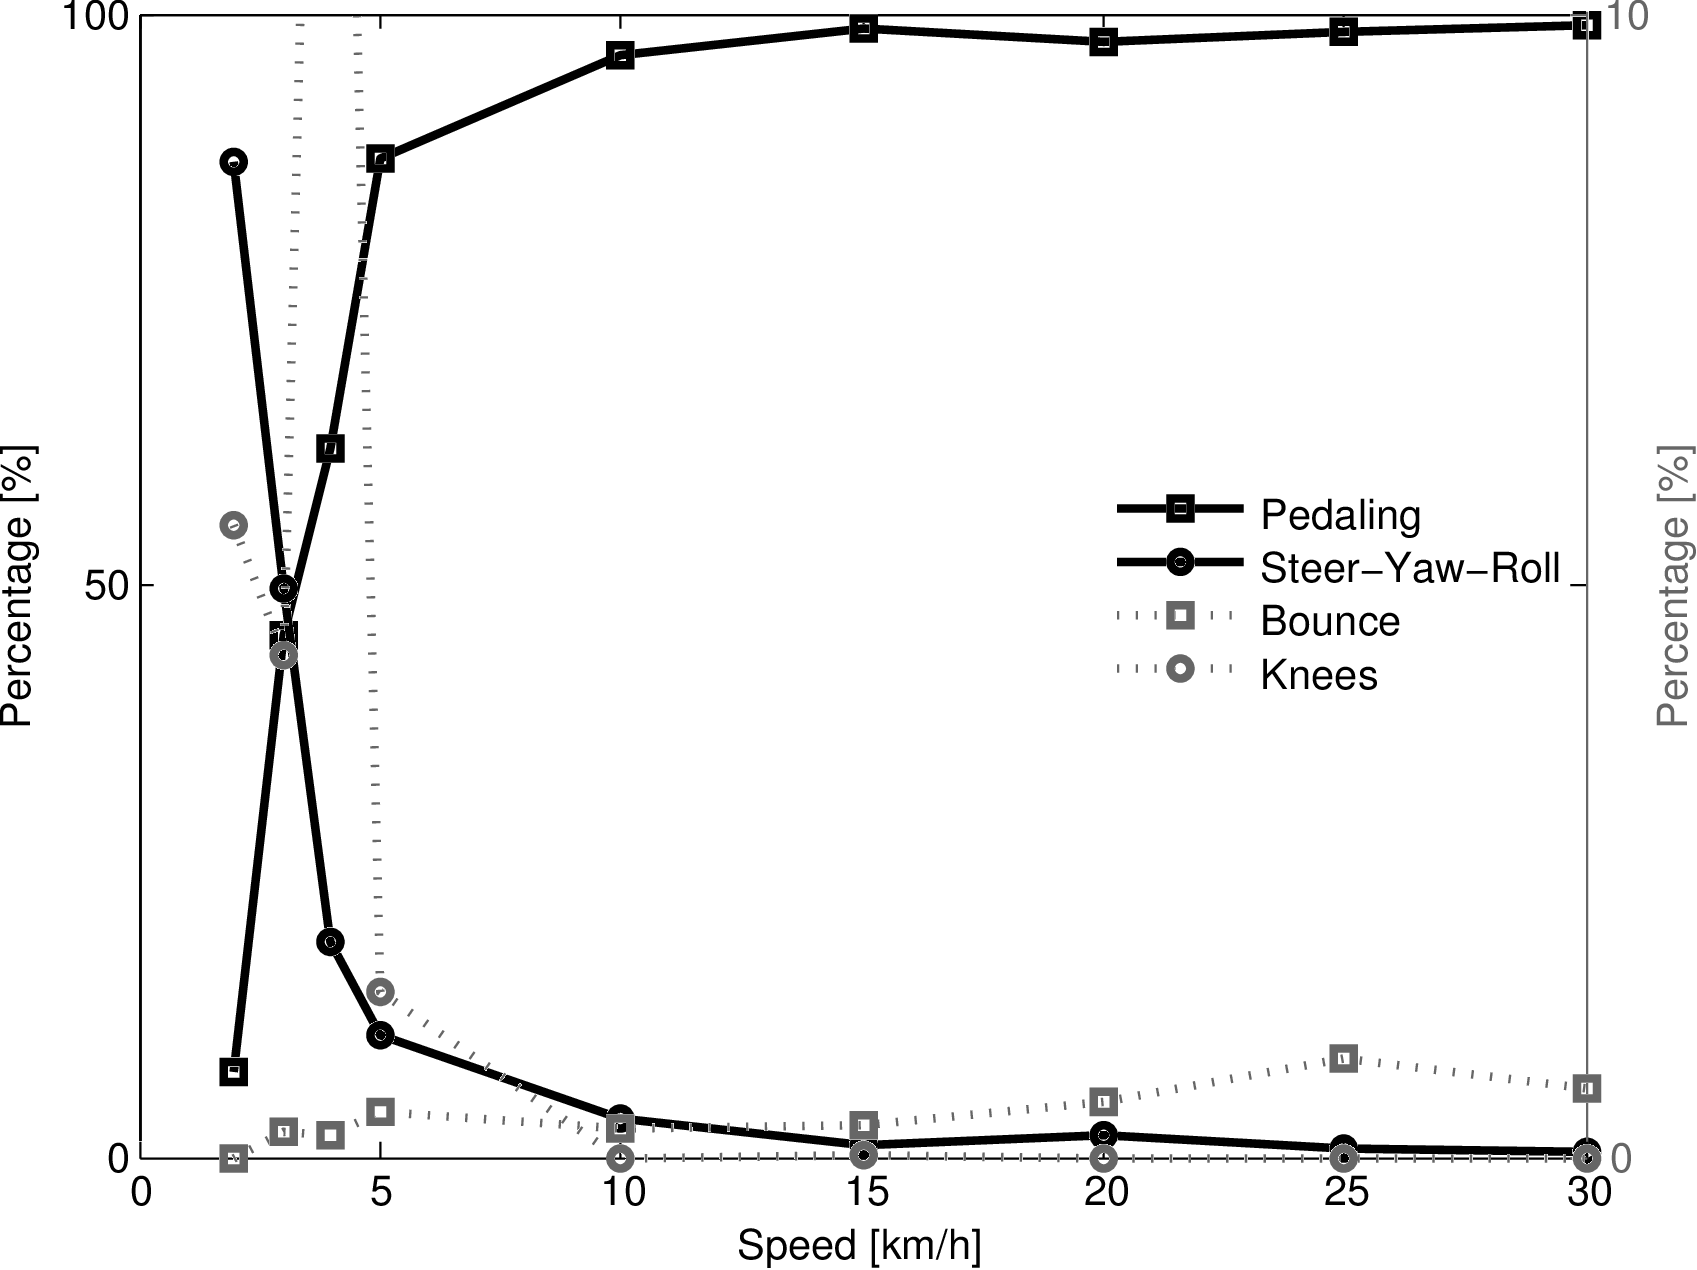 100
10
Percentage [%]
Percentage [%]
50
Pedaling
Steer–Yaw–Roll
Bounce
Knees
0
0
0
5
10
15
20
25
30
Speed [km/h]